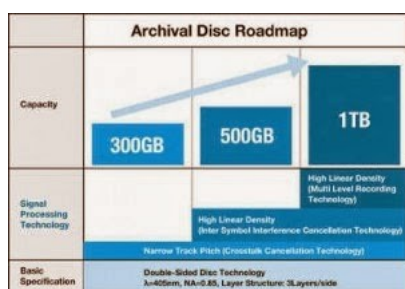 Archival Disc Roadmap
Capacity
300GB
500GB
1TB
Signal
Processing
Technology
High Linear Density
(Multi Level Recording
Technology)
High Linear Density
(Inter Symbol Interference Cancellation Technology)
Narrow Track Pitch (Crosstalk Cancellation Technology)
Basic
Specification
Double-Sided Disc Technology
λ=405nm, NA=0.85, Layer Structure: 3Layers/side